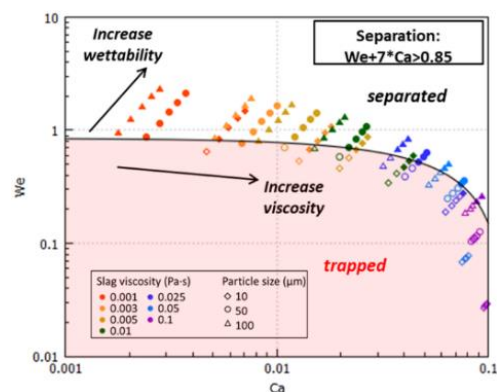 10
Increase
wettability
Separation:
We+7*Ca>0.85
separated
1
We
Increase
viscosity
0.1
trapped
Slag viscosity (Pa-s) Particle size (μm)
0.001 0.025 10
0.003 0.05 50
0.005 0.1 100
0.01
0.01
0.001 0.01 0.1
Ca